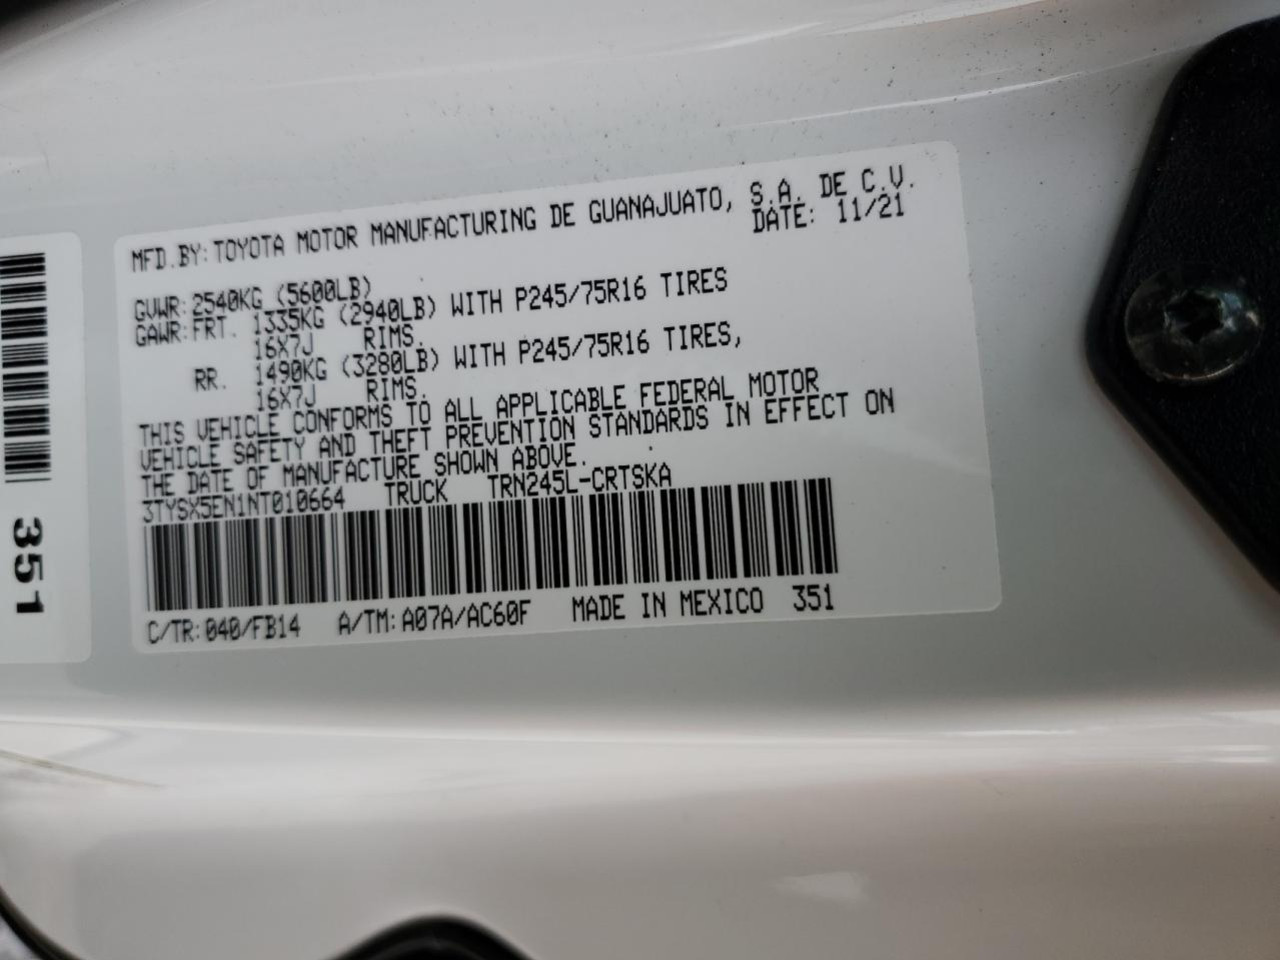 MFD.BY:TOYOTA MOTOR MANUFACTURING DE GUANAJUATO, S.A. DE C.V.
DATE: 11/21
GVWR:2540KG (5600LB)
GAWR:FRT. 1335KG (2940LB) WITH P245/75R16 TIRES
16X7J RIMS.
RR. 1490KG (3280LB) WITH P245/75R16 TIRES,
16X7J RIMS.
THIS VEHICLE CONFORMS TO ALL APPLICABLE FEDERAL MOTOR
VEHICLE SAFETY AND THEFT PREVENTION STANDARDS IN EFFECT ON
THE DATE OF MANUFACTURE SHOWN ABOVE.
3TYSX5EN1NT010664 TRUCK TRN245L-CRTSKA
C/TR:040/FB14 A/TM:A07A/AC60F MADE IN MEXICO 351
351